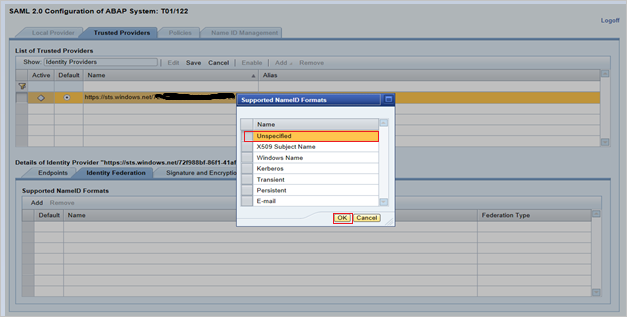 SAML 2.0 Configuration of ABAP System: T01/122
Logoff
Local Provider Trusted Providers Policies Name ID Management
List of Trusted Providers
Show: Identity Providers Edit Save Cancel Enable Add Remove
Active Default Name Alias
https://sts.windows.net/
Supported NameID Formats
Name
Unspecified
X509 Subject Name
Windows Name
Kerberos
Transient
Persistent
E-mail
OK Cancel
Details of Identity Provider "https://sts.windows.net/72f988bf-86f1-41af
Endpoints Identity Federation Signature and Encryptio
Supported NameID Formats
Add Remove
Default Name Federation Type